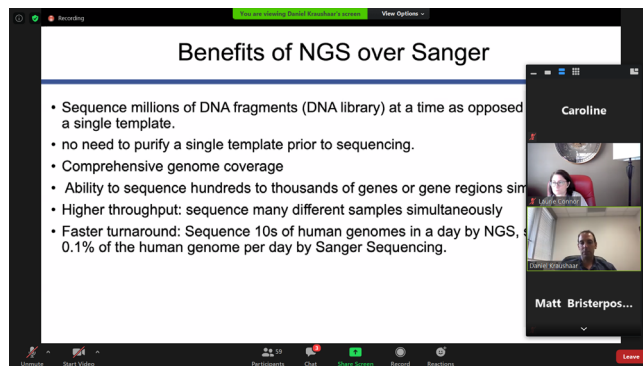 Recording
You are viewing Daniel Kraushaar's screen
View Options
Benefits of NGS over Sanger
• Sequence millions of DNA fragments (DNA library) at a time as opposed
a single template.
• no need to purify a single template prior to sequencing.
• Comprehensive genome coverage
• Ability to sequence hundreds to thousands of genes or gene regions sim
• Higher throughput: sequence many different samples simultaneously
• Faster turnaround: Sequence 10s of human genomes in a day by NGS,
0.1% of the human genome per day by Sanger Sequencing.
Caroline
Laurie Connor
Daniel Kraushaar
Matt Bristerpos...
Unmute
Start Video
59
Participants
3
Chat
Share Screen
Record
Reactions
Leave